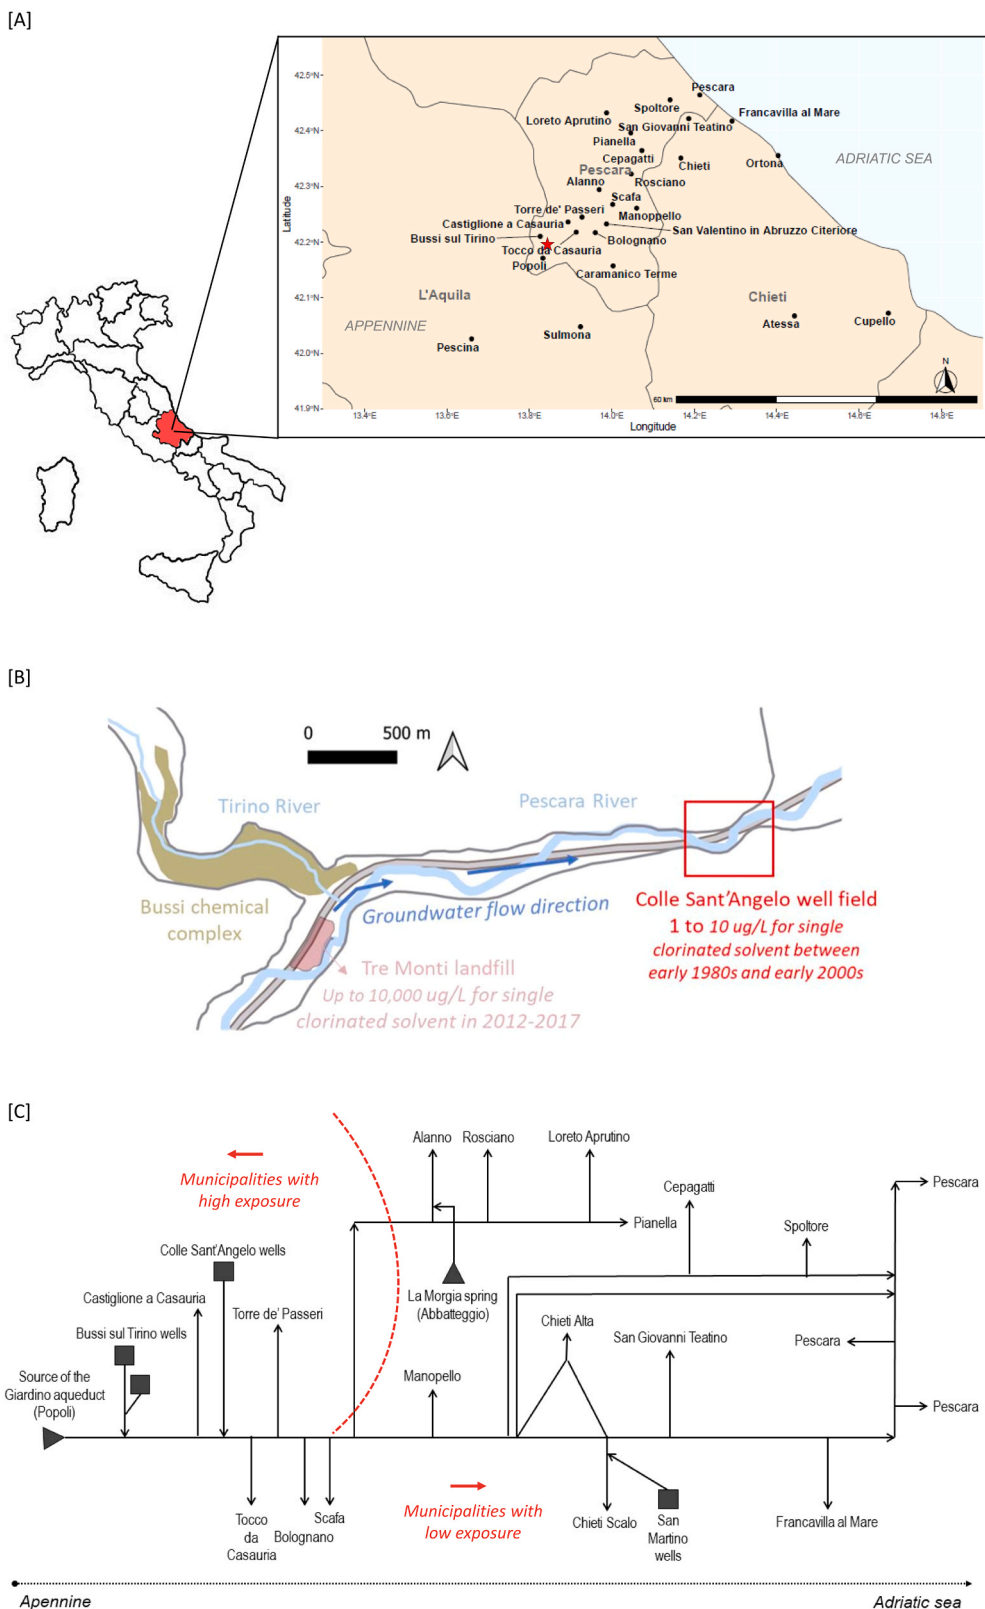 [A]
42.5°N
42.4°N
42.3°N
42.2°N
42.1°N
42.0°N
41.9°N
Latitude
Pescara
Spoltore
Francavilla al Mare
Loreto Aprutino
San Giovanni Teatino
Pianella
Cepagatti
Chieti
Ortona
ADRIATIC SEA
Pescara
Rosciano
Alanno
Scafa
Torre de' Passeri
Manoppello
Castiglione a Casauria
San Valentino in Abruzzo Citeriore
Bussi sul Tirino
Bolognano
Tocco da Casauria
Popoli
Caramanico Terme
L'Aquila
Chieti
APPENNINE
Sulmona
Atessa
Cupello
Pescina
N
60 km
13.4°E
13.6°E
13.8°E
14.0°E
14.2°E
14.4°E
14.6°E
14.8°E
Longitude
[B]
0 500 m
Tirino River
Pescara River
Bussi chemical
complex
Groundwater flow direction
Colle Sant'Angelo well field
1 to 10 ug/L for single
clorinated solvent between
early 1980s and early 2000s
Tre Monti landfill
Up to 10,000 ug/L for single
clorinated solvent in 2012-2017
[C]
Alanno
Rosciano
Loreto Aprutino
Municipalities with
high exposure
Cepagatti
Pescara
Pianella
Spoltore
Colle Sant'Angelo wells
La Morgia spring
(Abbatteggio)
Castiglione a Casauria
Torre de' Passeri
Chieti Alta
Bussi sul Tirino wells
San Giovanni Teatino
Pescara
Source of the
Giardino aqueduct
(Popoli)
Manopello
Pescara
Municipalities with
low exposure
Tocco
da
Casauria
Bolognano
Scafa
Chieti Scalo
San
Martino
wells
Francavilla al Mare
Apennine
Adriatic sea